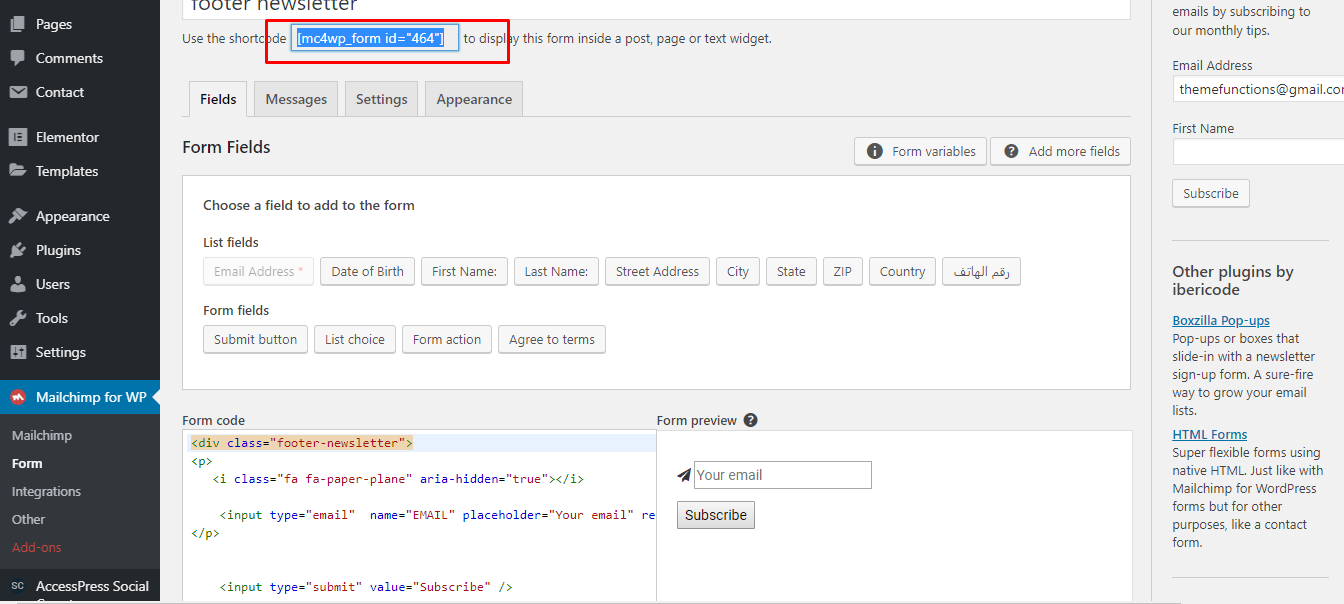 Pages
Comments
Contact
Elementor
Templates
Appearance
Plugins
Users
Tools
Settings
Mailchimp for WP
Mailchimp
Form
Integrations
Other
Add-ons
SC AccessPress Social
footer newsletter
Use the shortcode [mc4wp_form id="464"] to display this form inside a post, page or text widget.
Fields Messages Settings Appearance
Form Fields
Form variables Add more fields
Choose a field to add to the form
List fields
Email Address * Date of Birth First Name: Last Name: Street Address City State ZIP Country رقم الهاتف
Form fields
Submit button List choice Form action Agree to terms
Form code
<div class="footer-newsletter">
<p>
<i class="fa fa-paper-plane" aria-hidden="true"></i>
<input type="email"  name="EMAIL" placeholder="Your email" re
</p>
<input type="submit" value="Subscribe" />
Form preview ?
Your email
Subscribe
emails by subscribing to
our monthly tips.
Email Address
themefunctions@gmail.com
First Name
Subscribe
Other plugins by
ibericode
Boxzilla Pop-ups
Pop-ups or boxes that
slide-in with a newsletter
sign-up form. A sure-fire
way to grow your email
lists.
HTML Forms
Super flexible forms using
native HTML. Just like with
Mailchimp for WordPress
forms but for other
purposes, like a contact
form.